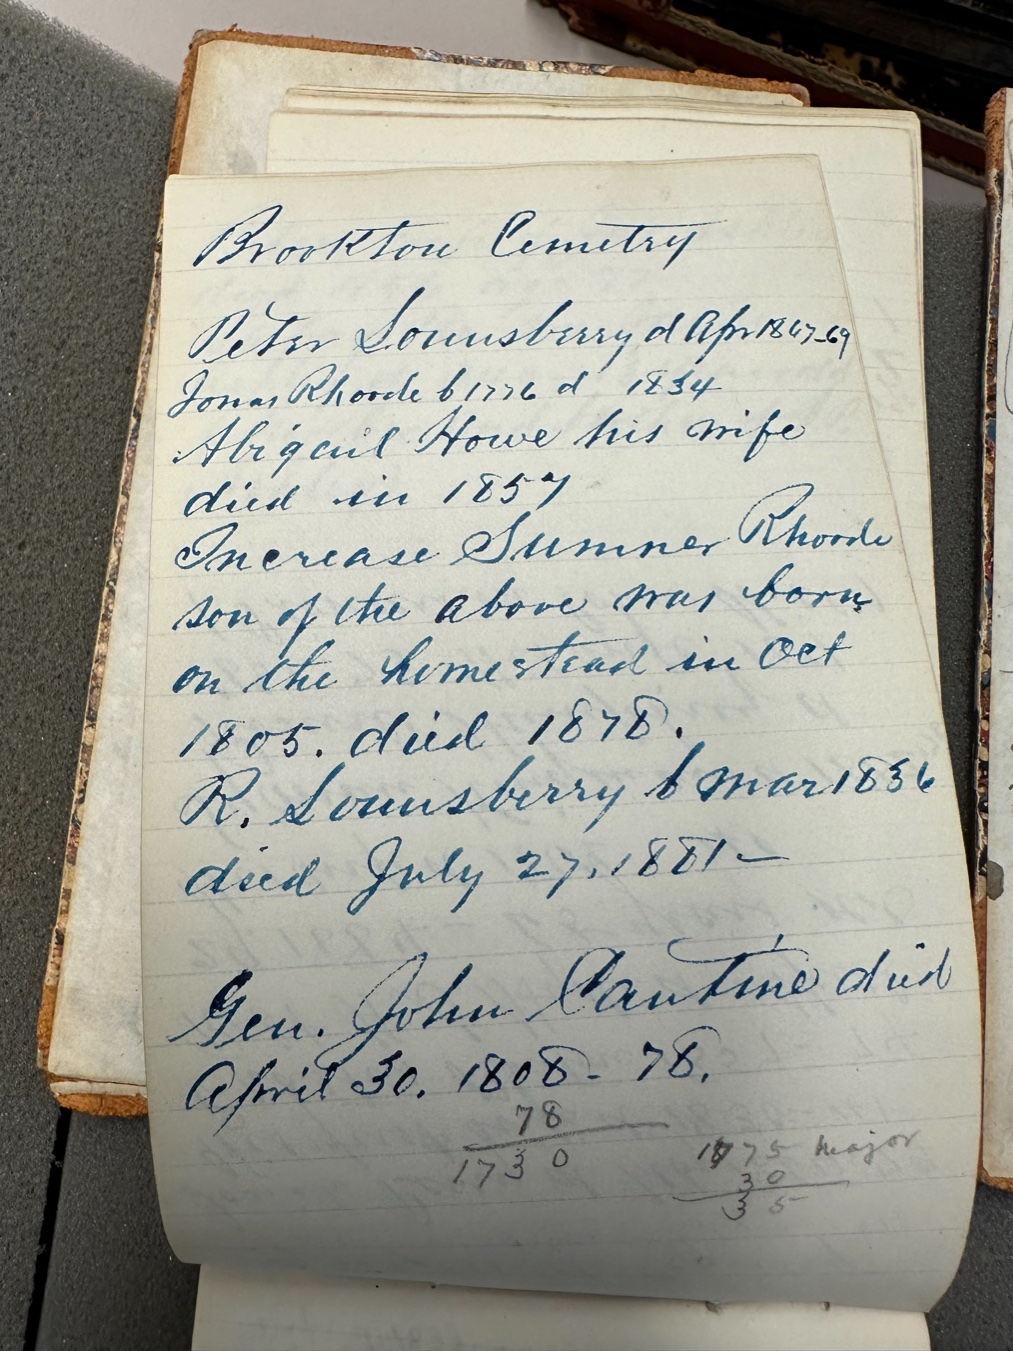 Brookton Cemetry
Peter Lounsberry d Apr 1867-69
Jonas Rhoode b 1776 d 1834
Abigail Howe his wife
died in 1857
Increase Sumner Rhoode
son of the above was born
on the homestead in Oct
1805. died 1878.
R. Lounsberry b Mar 1836
died July 27. 1881 -
Gen. John Cantine died
April 30. 1808 - 78.
78
1730
1775 Major
30
35